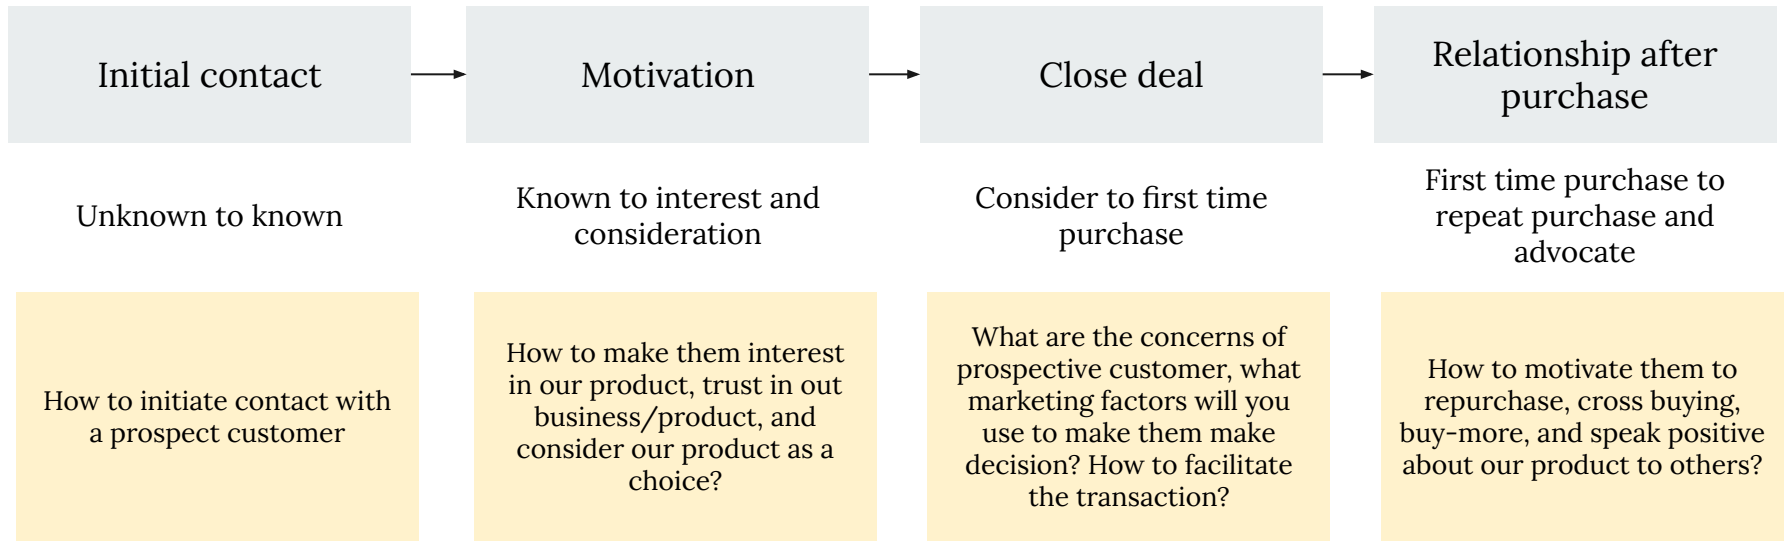 Initial contact
Motivation
Close deal
Relationship after
purchase
Unknown to known
Known to interest and
consideration
Consider to first time
purchase
First time purchase to
repeat purchase and
advocate
How to initiate contact with
a prospect customer
How to make them interest
in our product, trust in out
business/product, and
consider our product as a
choice?
What are the concerns of
prospective customer, what
marketing factors will you
use to make them make
decision? How to facilitate
the transaction?
How to motivate them to
repurchase, cross buying,
buy-more, and speak positive
about our product to others?